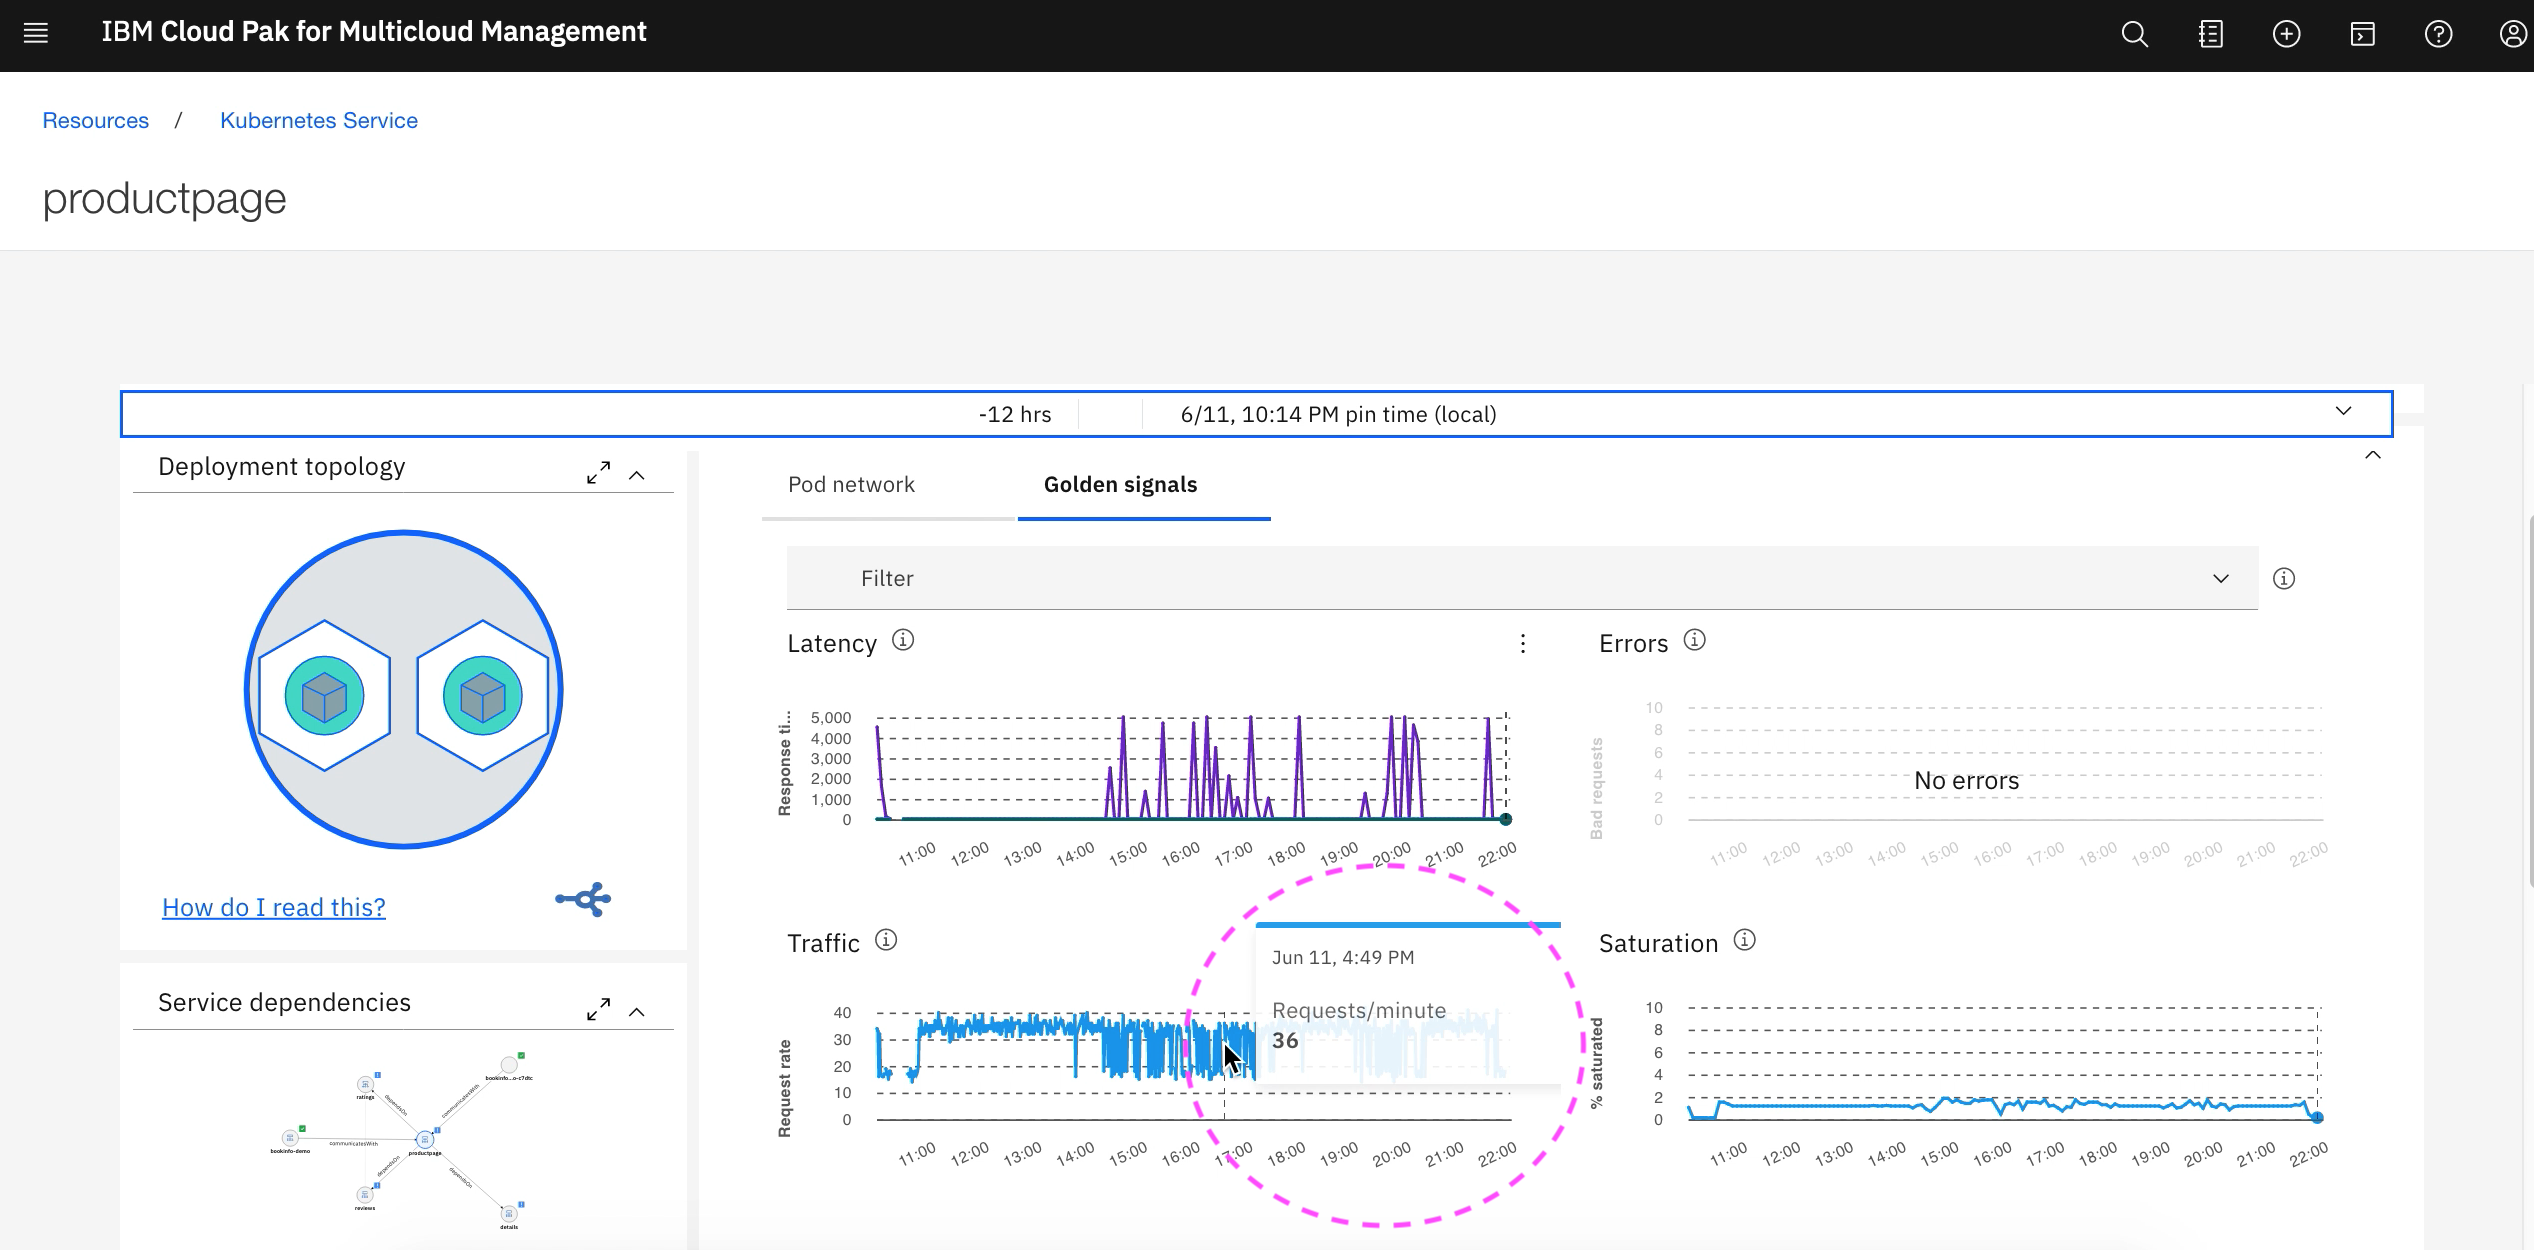 IBM Cloud Pak for Multicloud Management
Resources / Kubernetes Service
productpage
-12 hrs 6/11, 10:14 PM pin time (local)
Deployment topology
How do I read this?
Service dependencies
ratings
bookinfo...o-c7dtc
bookinfo-demo
productpage
reviews
details
dependsOn
communicatesWith
communicatesWith
dependsOn
dependsOn
Pod network
Golden signals
Filter
Latency
Response ti...
5,000
4,000
3,000
2,000
1,000
0
11:00 12:00 13:00 14:00 15:00 16:00 17:00 18:00 19:00 20:00 21:00 22:00
Errors
Bad requests
10
8
6
4
2
0
No errors
11:00 12:00 13:00 14:00 15:00 16:00 17:00 18:00 19:00 20:00 21:00 22:00
Traffic
Request rate
40
30
20
10
0
Jun 11, 4:49 PM
Requests/minute
36
11:00 12:00 13:00 14:00 15:00 16:00 17:00 18:00 19:00 20:00 21:00 22:00
Saturation
% saturated
10
8
6
4
2
0
11:00 12:00 13:00 14:00 15:00 16:00 17:00 18:00 19:00 20:00 21:00 22:00